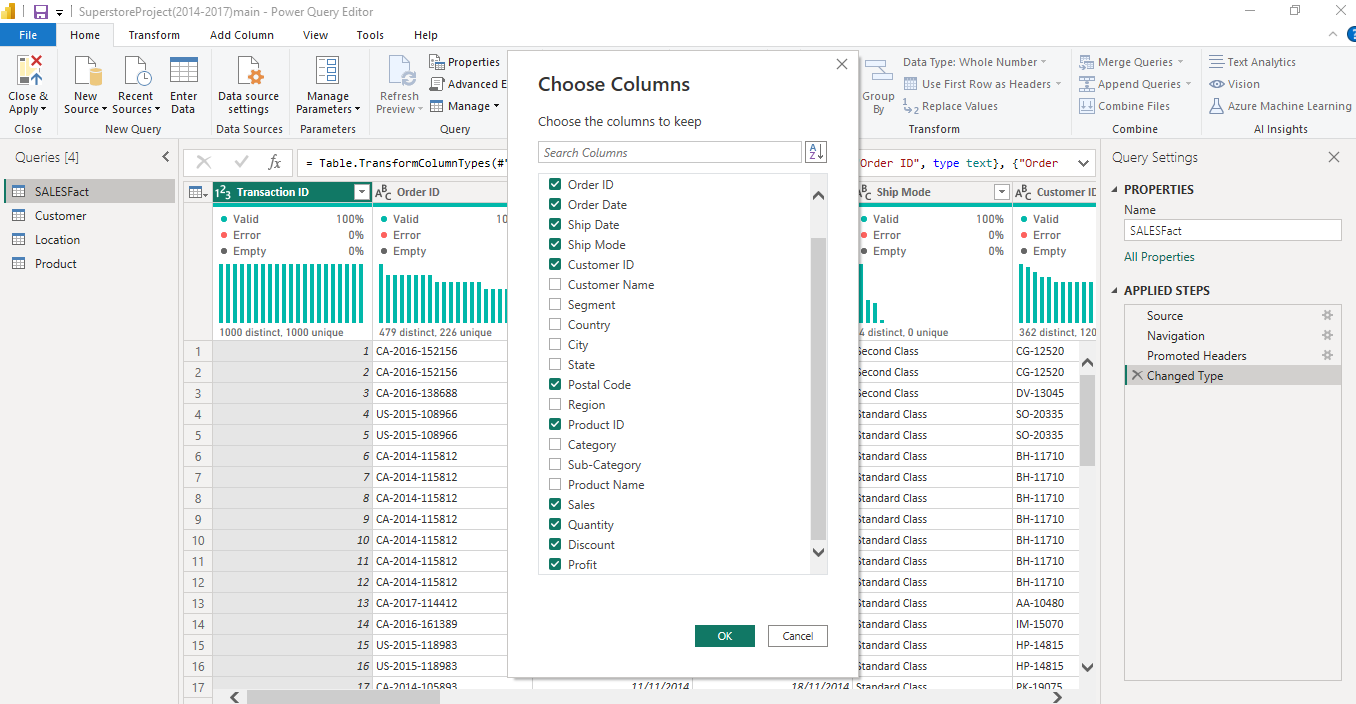 SuperstoreProject(2014-2017)main - Power Query Editor
File Home Transform Add Column View Tools Help
Close & Apply
Close
New Source
Recent Sources
Enter Data
New Query
Data source settings
Data Sources
Manage Parameters
Parameters
Refresh Preview
Properties
Advanced E
Manage
Query
Group By
Data Type: Whole Number
Use First Row as Headers
1 2 Replace Values
Transform
Merge Queries
Append Queries
Combine Files
Combine
Text Analytics
Vision
Azure Machine Learning
AI Insights
Queries [4]
SALESFact
Customer
Location
Product
fx = Table.TransformColumnTypes(#" Order ID", type text}, {"Order
1 2 3 Transaction ID
Valid 100%
Error 0%
Empty 0%
1000 distinct, 1000 unique
A B C Order ID
Valid 10
Error
Empty
479 distinct, 226 unique
B C Ship Mode
Valid 100%
Error 0%
Empty 0%
4 distinct, 0 unique
A B C Customer ID
Valid
Error
Empty
362 distinct, 120
1 1 CA-2016-152156 Second Class CG-12520
2 2 CA-2016-152156 Second Class CG-12520
3 3 CA-2016-138688 Second Class DV-13045
4 4 US-2015-108966 Standard Class SO-20335
5 5 US-2015-108966 Standard Class SO-20335
6 6 CA-2014-115812 Standard Class BH-11710
7 7 CA-2014-115812 Standard Class BH-11710
8 8 CA-2014-115812 Standard Class BH-11710
9 9 CA-2014-115812 Standard Class BH-11710
10 10 CA-2014-115812 Standard Class BH-11710
11 11 CA-2014-115812 Standard Class BH-11710
12 12 CA-2014-115812 Standard Class BH-11710
13 13 CA-2017-114412 Standard Class AA-10480
14 14 CA-2016-161389 Standard Class IM-15070
15 15 US-2015-118983 Standard Class HP-14815
16 16 US-2015-118983 Standard Class HP-14815
17 17 CA-2014-105893 11/11/2014 18/11/2014 Standard Class PK-19075
Choose Columns
Choose the columns to keep
Search Columns
A Z
Order ID
Order Date
Ship Date
Ship Mode
Customer ID
Customer Name
Segment
Country
City
State
Postal Code
Region
Product ID
Category
Sub-Category
Product Name
Sales
Quantity
Discount
Profit
OK Cancel
Query Settings
PROPERTIES
Name
SALESFact
All Properties
APPLIED STEPS
Source
Navigation
Promoted Headers
Changed Type